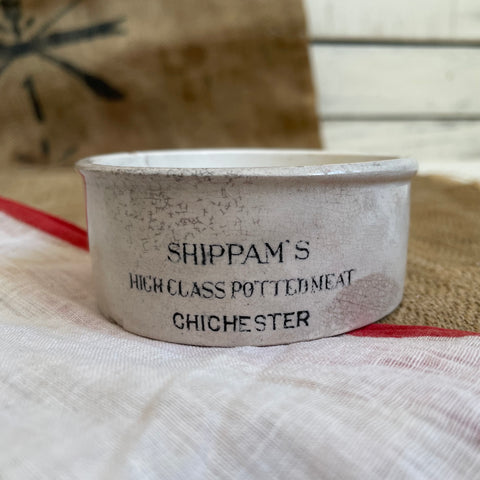 SHIPPAM'S
HIGH CLASS POTTED MEAT
CHICHESTER